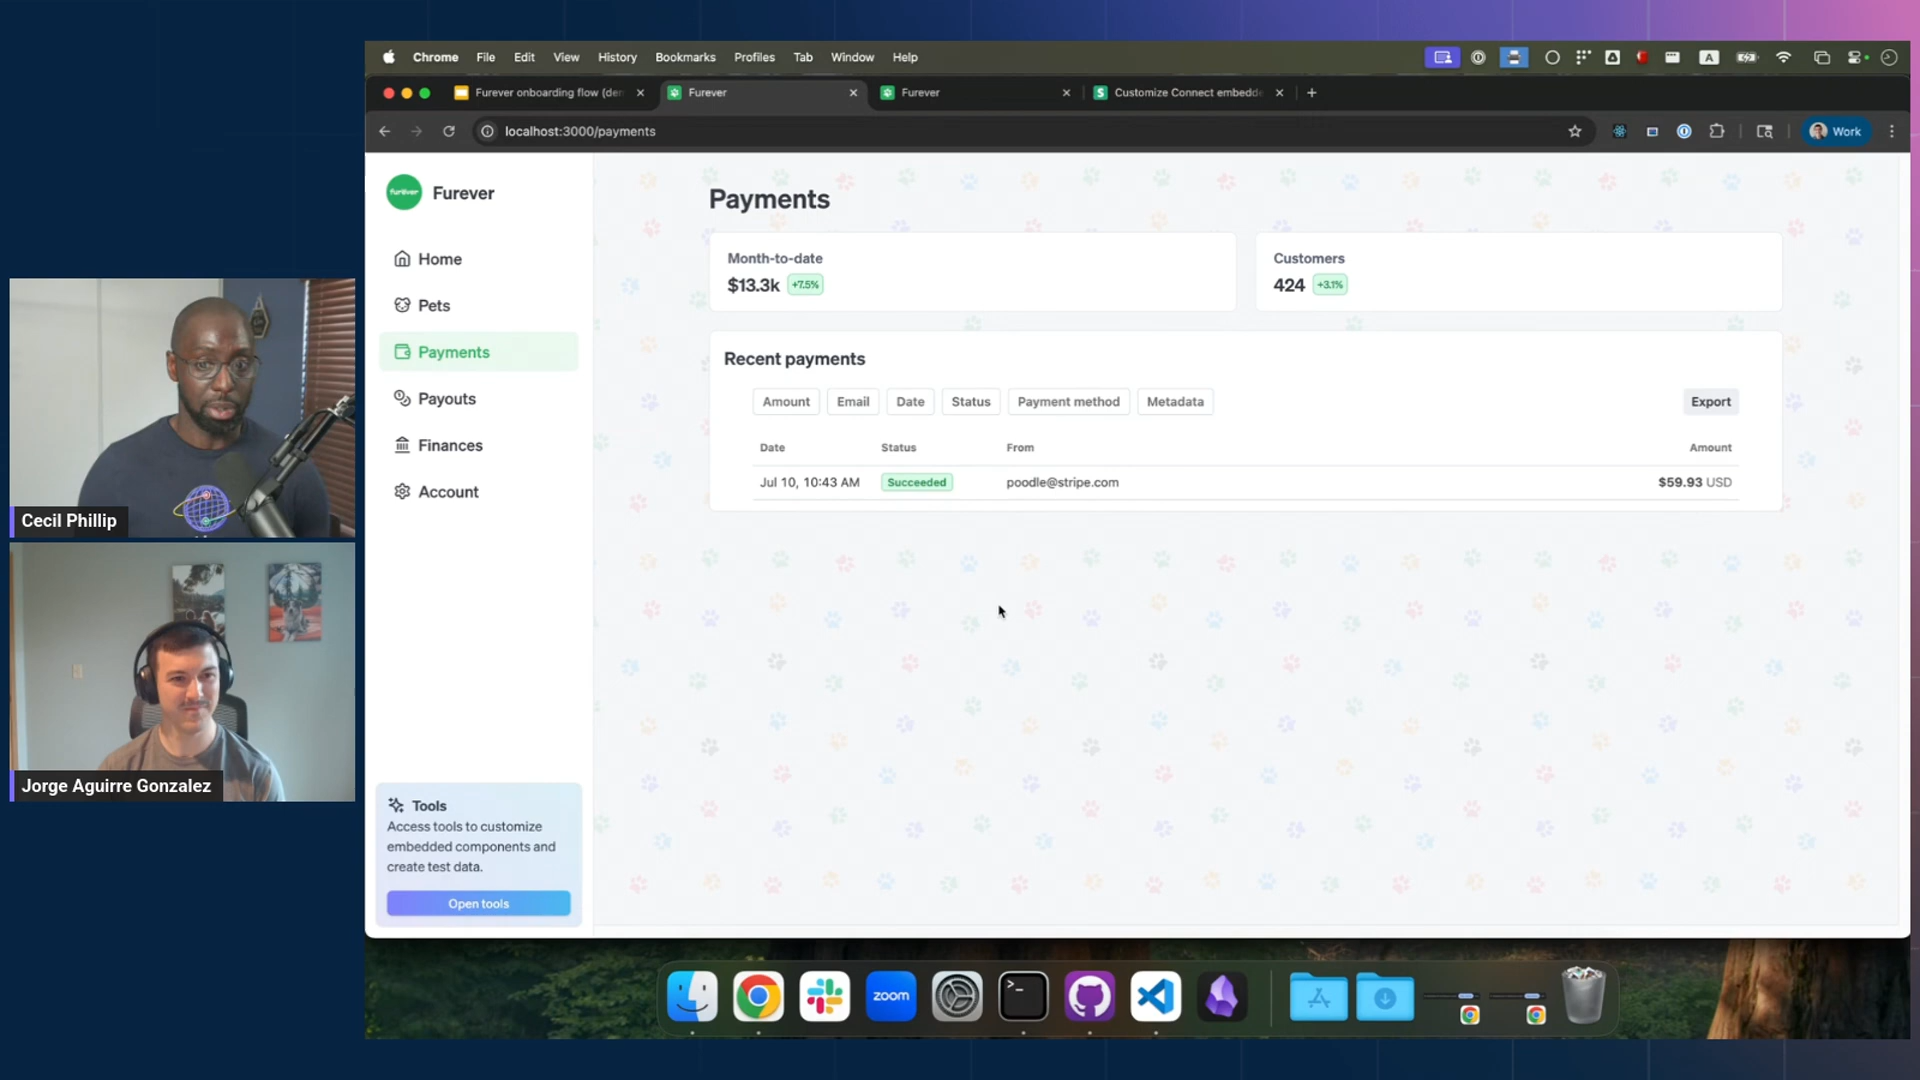 Chrome File Edit View History Bookmarks Profiles Tab Window Help
A
Furever onboarding flow (den
Furever
Furever
S Customize Connect embedde
localhost:3000/payments
Work
furever
Furever
Home
Pets
Payments
Payouts
Finances
Account
Tools
Access tools to customize
embedded components and
create test data.
Open tools
Payments
Month-to-date
$13.3k +7.5%
Customers
424 +3.1%
Recent payments
Amount Email Date Status Payment method Metadata
Export
Date Status From Amount
Jul 10, 10:43 AM Succeeded poodle@stripe.com $59.93 USD
Cecil Phillip
Jorge Aguirre Gonzalez
zoom